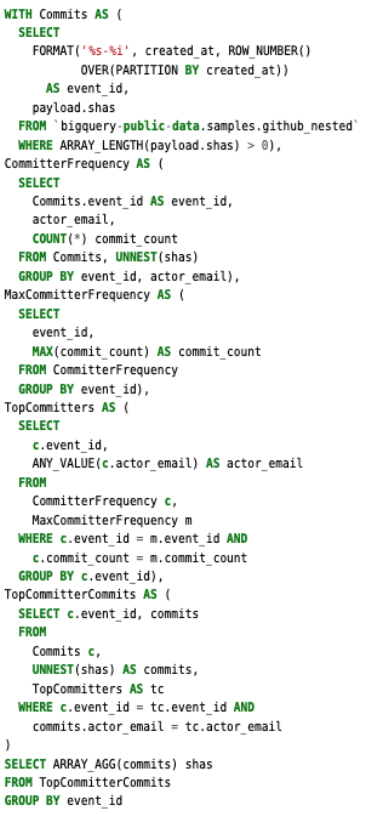 WITH Commits AS (
SELECT
FORMAT('%s-%i', created_at, ROW_NUMBER()
OVER(PARTITION BY created_at))
AS event_id,
payload.shas
FROM `bigquery-public-data.samples.github_nested`
WHERE ARRAY_LENGTH(payload.shas) > 0),
CommitterFrequency AS (
SELECT
Commits.event_id AS event_id,
actor_email,
COUNT(*) commit_count
FROM Commits, UNNEST(shas)
GROUP BY event_id, actor_email),
MaxCommitterFrequency AS (
SELECT
event_id,
MAX(commit_count) AS commit_count
FROM CommitterFrequency
GROUP BY event_id),
TopCommitters AS (
SELECT
c.event_id,
ANY_VALUE(c.actor_email) AS actor_email
FROM
CommitterFrequency c,
MaxCommitterFrequency m
WHERE c.event_id = m.event_id AND
c.commit_count = m.commit_count
GROUP BY c.event_id),
TopCommitterCommits AS (
SELECT c.event_id, commits
FROM
Commits c,
UNNEST(shas) AS commits,
TopCommitters AS tc
WHERE c.event_id = tc.event_id AND
commits.actor_email = tc.actor_email
)
SELECT ARRAY_AGG(commits) shas
FROM TopCommitterCommits
GROUP BY event_id